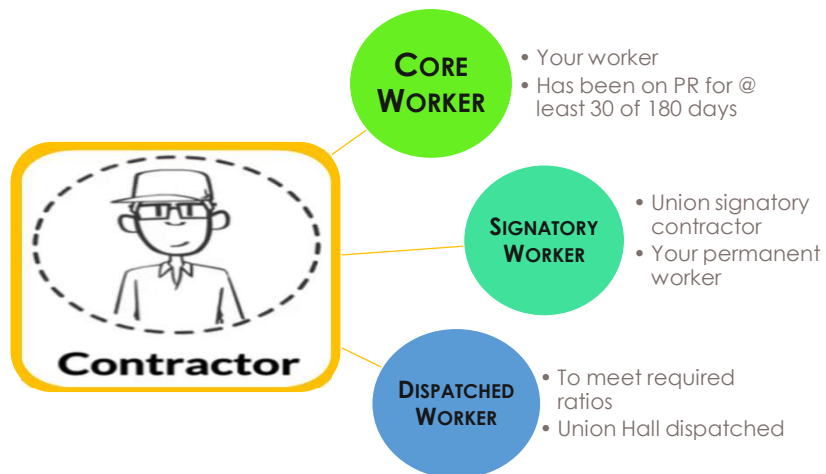 CORE
WORKER
• Your worker
• Has been on PR for @
least 30 of 180 days
SIGNATORY
WORKER
• Union signatory
contractor
• Your permanent
worker
Contractor
DISPATCHED
WORKER
• To meet required
ratios
• Union Hall dispatched